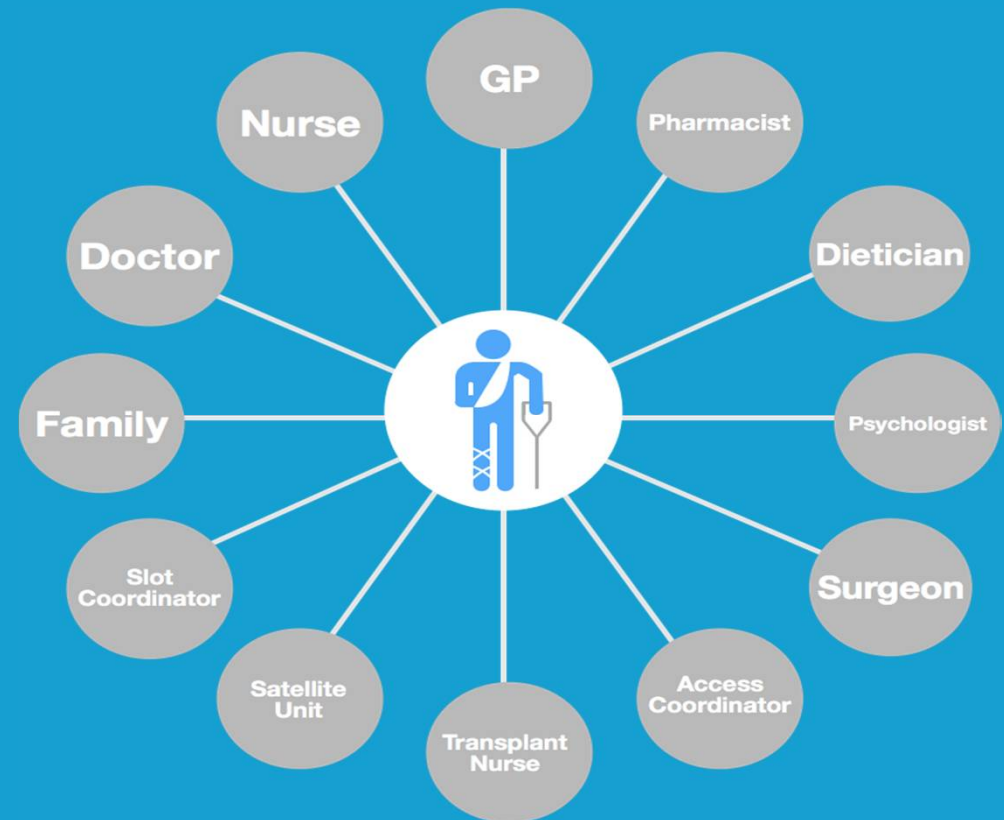 GP
Nurse
Pharmacist
Doctor
Dietician
Family
Psychologist
Slot
Coordinator
Surgeon
Satellite
Unit
Access
Coordinator
Transplant
Nurse